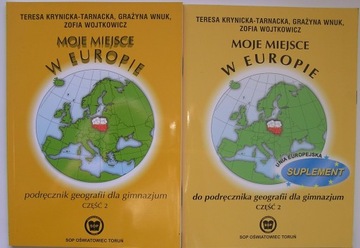 TERESA KRYNICKA-TARNACKA, GRAŻYNA WNUK,
ZOFIA WOJTKOWICZ
MOJE MIEJSCE
W EUROPIE
podręcznik geografii dla gimnazjum
CZĘŚĆ 2
SOP OŚWIATOWIEC TORUŃ
TERESA KRYNICKA-TARNACKA, GRAŻYNA WNUK,
ZOFIA WOJTKOWICZ
MOJE MIEJSCE
W EUROPIE
UNIA EUROPEJSKA
SUPLEMENT
do podręcznika geografii dla gimnazjum
CZĘŚĆ 2
SOP OŚWIATOWIEC TORUŃ